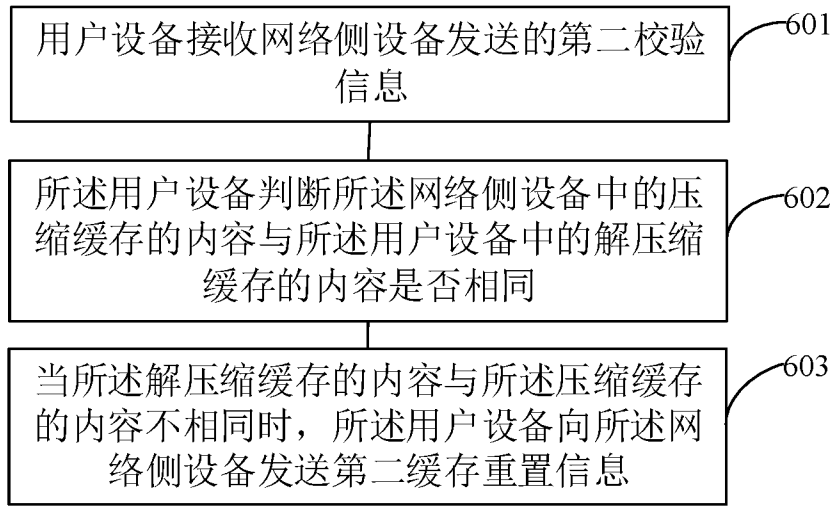 用户设备接收网络侧设备发送的第二校验
信息
601
所述用户设备判断所述网络侧设备中的压
缩缓存的内容与所述用户设备中的解压缩
缓存的内容是否相同
602
当所述解压缩缓存的内容与所述压缩缓存
的内容不相同时，所述用户设备向所述网
络侧设备发送第二缓存重置信息
603